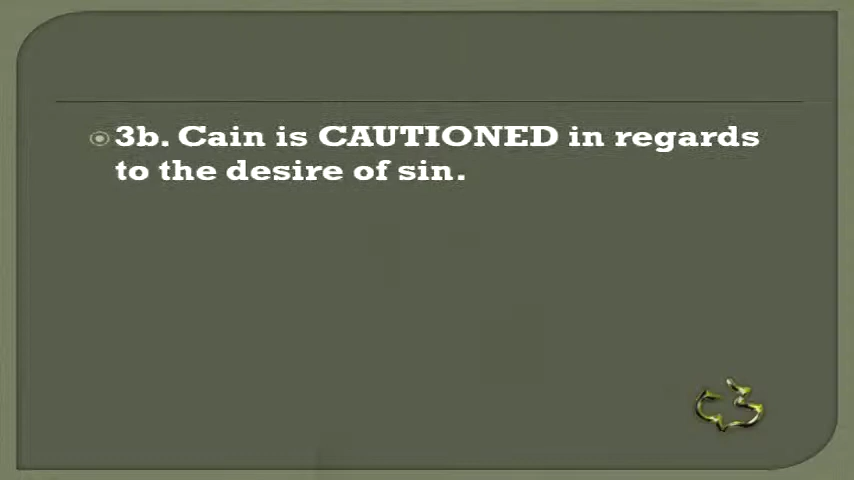 3b. Cain is CAUTIONED in regards
to the desire of sin.